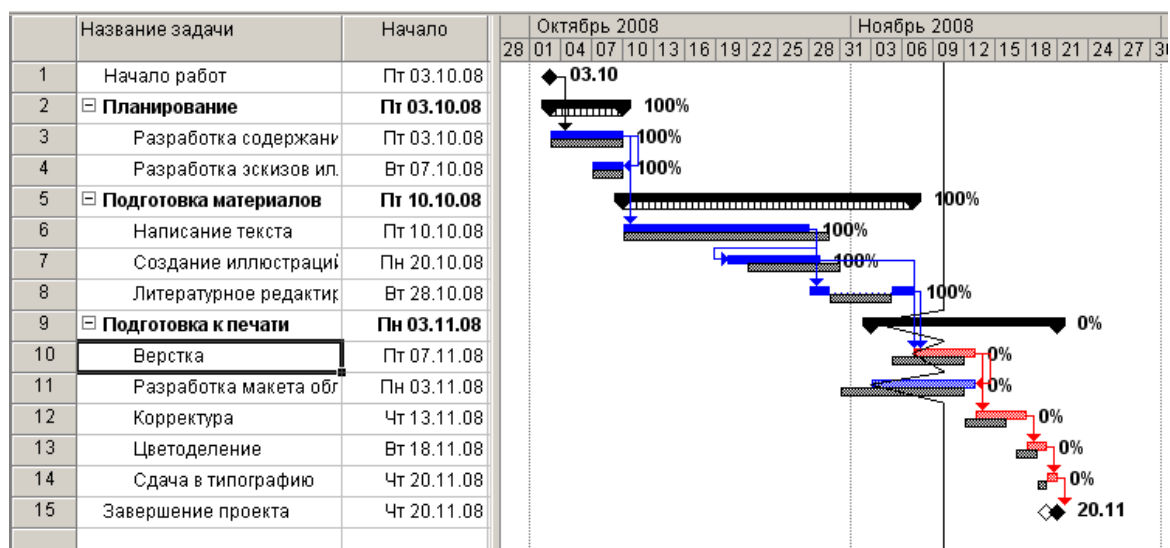 Название задачи Начало Октябрь 2008 Ноябрь 2008
28 01 04 07 10 13 16 19 22 25 28 31 03 06 09 12 15 18 21 24 27 30
1 Начало работ Пт 03.10.08 03.10
2 Планирование Пт 03.10.08 100%
3 Разработка содержани Пт 03.10.08 100%
4 Разработка эскизов ил. Вт 07.10.08 100%
5 Подготовка материалов Пт 10.10.08 100%
6 Написание текста Пт 10.10.08 100%
7 Создание иллюстраций Пн 20.10.08 100%
8 Литературное редактир Вт 28.10.08 100%
9 Подготовка к печати Пн 03.11.08 0%
10 Верстка Пт 07.11.08 0%
11 Разработка макета обл Пн 03.11.08 0%
12 Корректура Чт 13.11.08 0%
13 Цветоделение Вт 18.11.08 0%
14 Сдача в типографию Чт 20.11.08 0%
15 Завершение проекта Чт 20.11.08 20.11